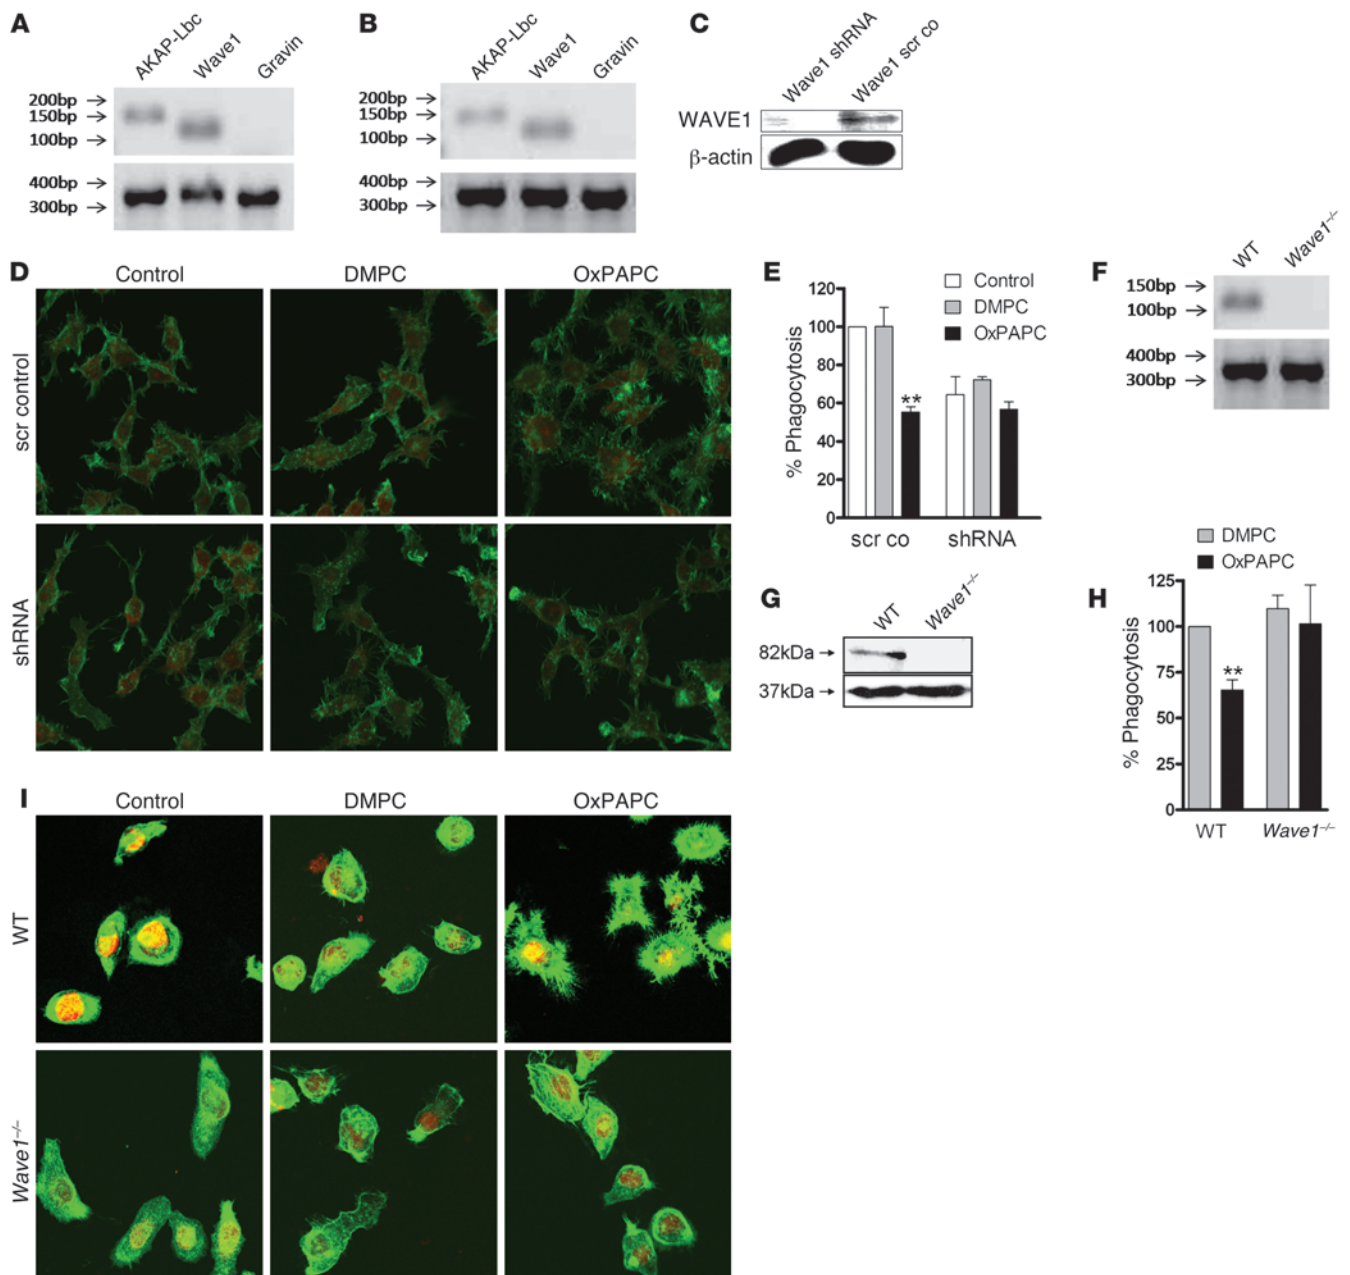 A
AKAP-Lbc
Wave1
Gravin
200bp →
150bp →
100bp →
400bp →
300bp →
B
AKAP-Lbc
Wave1
Gravin
200bp →
150bp →
100bp →
400bp →
300bp →
C
Wave1 shRNA
Wave1 scr co
WAVE1
β-actin
D
Control
DMPC
OxPAPC
scr control
shRNA
E
Control
DMPC
OxPAPC
% Phagocytosis
120
100
80
60
40
20
0
**
scr co
shRNA
F
WT
Wave1–/–
150bp →
100bp →
400bp →
300bp →
G
WT
Wave1–/–
82kDa →
37kDa →
H
DMPC
OxPAPC
% Phagocytosis
125
100
75
50
25
0
**
WT
Wave1–/–
I
Control
DMPC
OxPAPC
WT
Wave1–/–